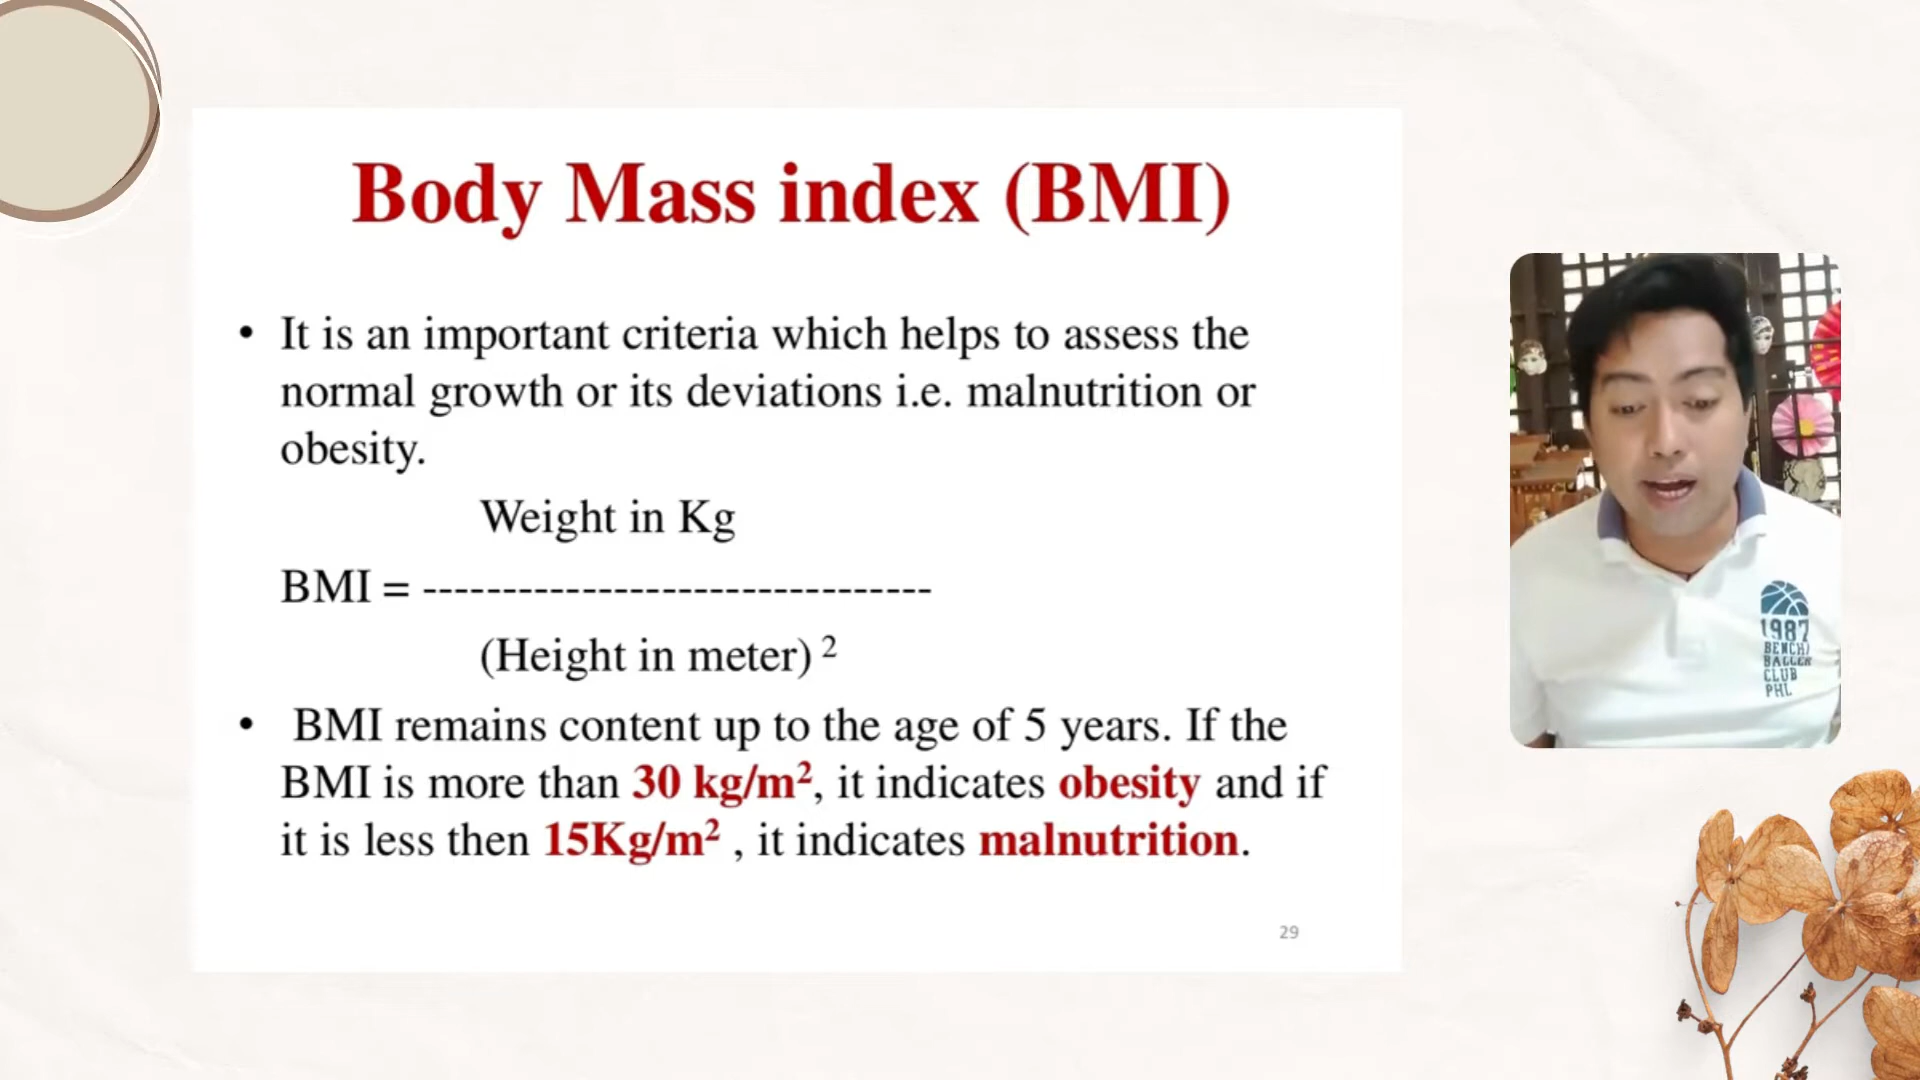 Body Mass index (BMI)
• It is an important criteria which helps to assess the
normal growth or its deviations i.e. malnutrition or
obesity.
Weight in Kg
BMI = --------------------------------
(Height in meter) 2
• BMI remains content up to the age of 5 years. If the
BMI is more than 30 kg/m², it indicates obesity and if
it is less then 15Kg/m² , it indicates malnutrition.
29
1987
BENCH/
BALLER
CLUB
PHL